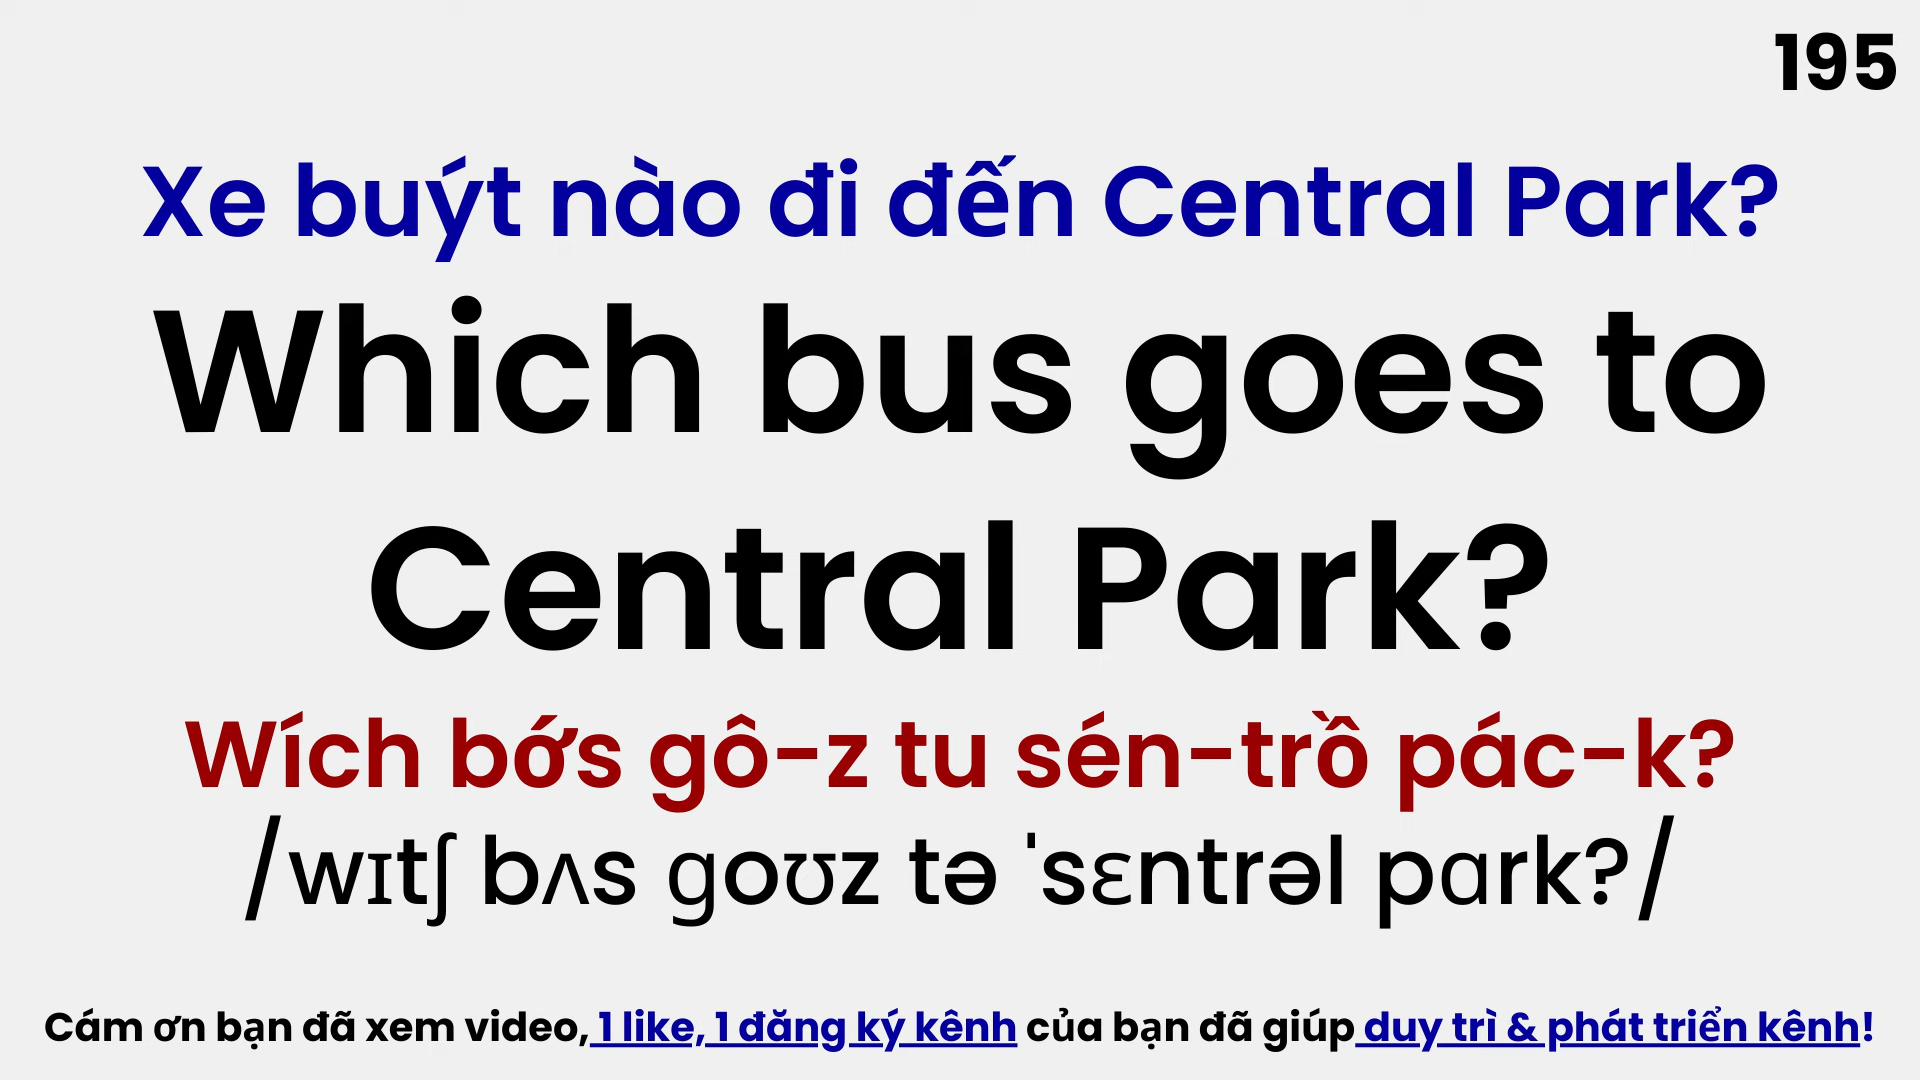 195
Xe buýt nào đi đến Central Park?
Which bus goes to
Central Park?
Wích bớs gô-z tu sén-trồ pác-k?
/wɪtʃ bʌs ɡoʊz tə ˈsɛntrəl pɑrk?/
Cám ơn bạn đã xem video, 1 like, 1 đăng ký kênh của bạn đã giúp duy trì & phát triển kênh!